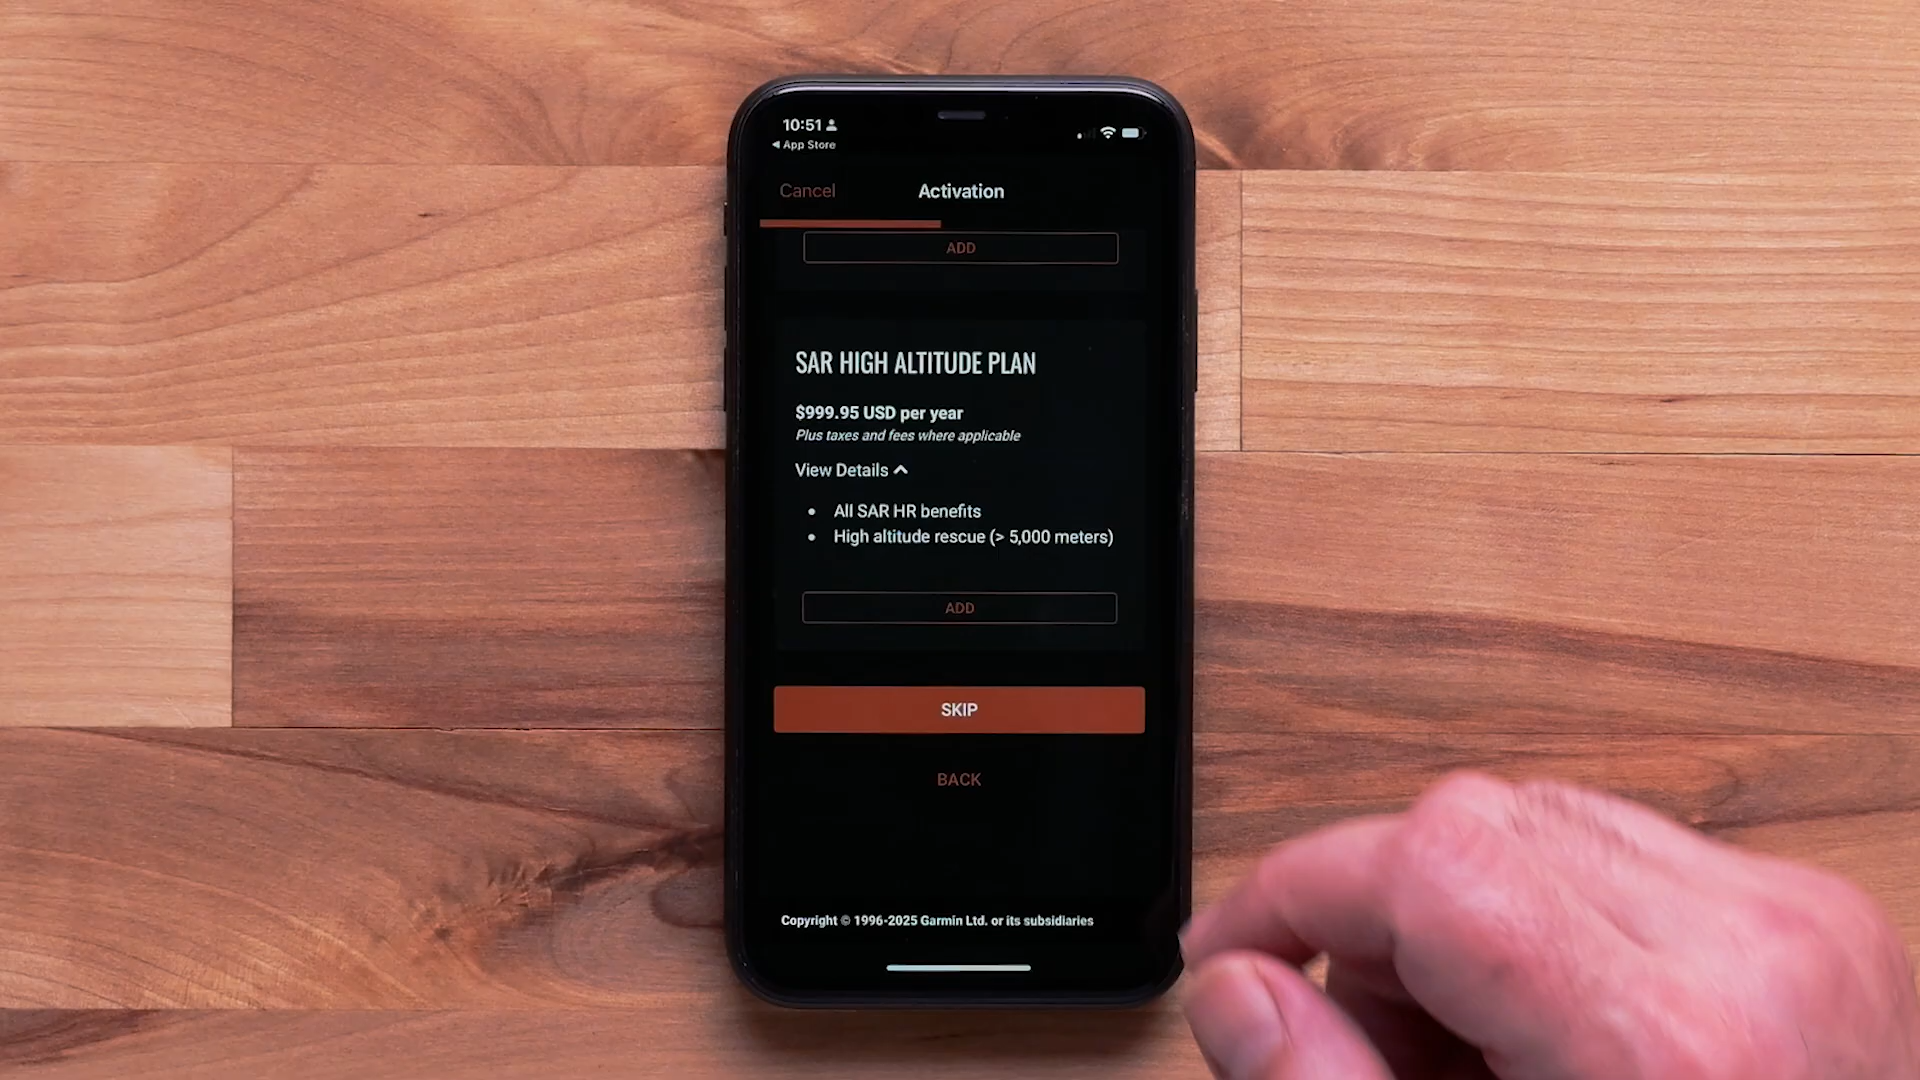 10:51
App Store
Cancel
Activation
ADD
SAR HIGH ALTITUDE PLAN
$999.95 USD per year
Plus taxes and fees where applicable
View Details
All SAR HR benefits
High altitude rescue (> 5,000 meters)
ADD
SKIP
BACK
Copyright © 1996-2025 Garmin Ltd. or its subsidiaries